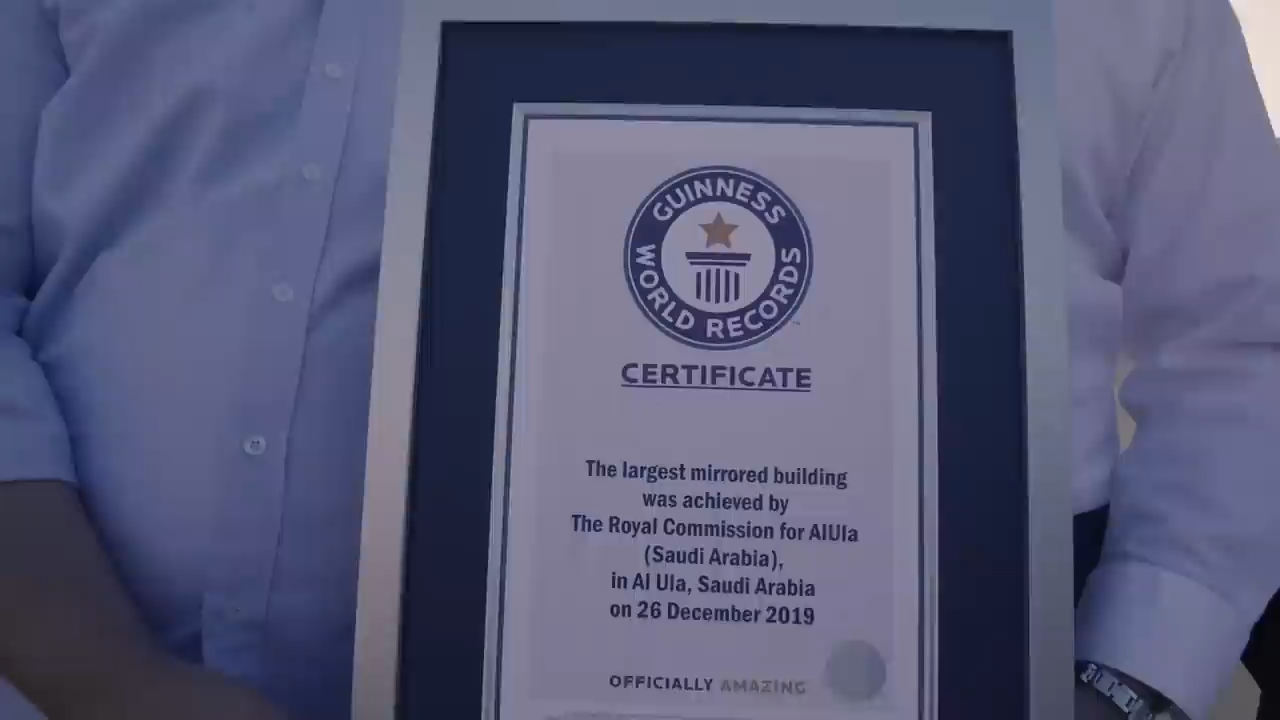 GUINNESS
WORLD RECORDS
CERTIFICATE
The largest mirrored building
was achieved by
The Royal Commission for AlUla
(Saudi Arabia),
in Al Ula, Saudi Arabia
on 26 December 2019
OFFICIALLY AMAZING